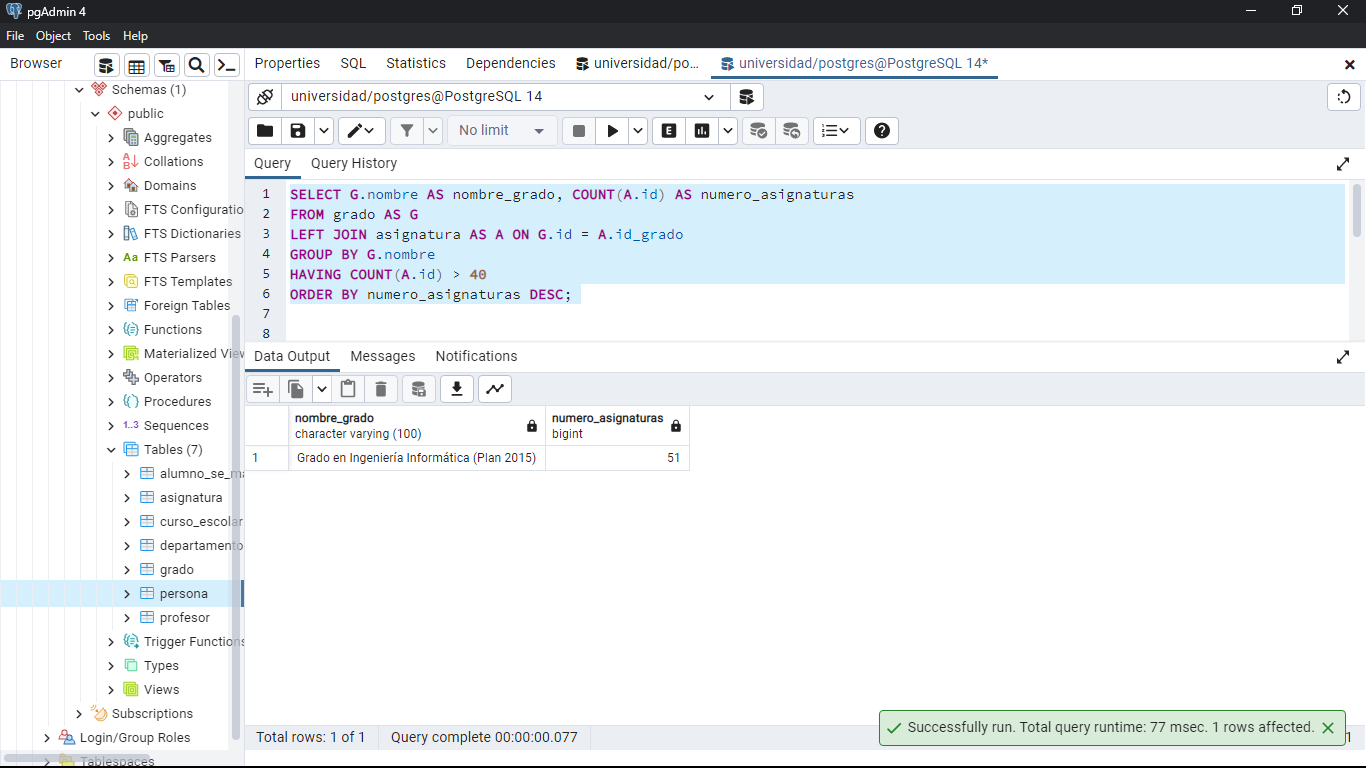 pgAdmin 4
File Object Tools Help
Browser
Properties SQL Statistics Dependencies universidad/po... universidad/postgres@PostgreSQL 14*
universidad/postgres@PostgreSQL 14
No limit
Query Query History
1 SELECT G.nombre AS nombre_grado, COUNT(A.id) AS numero_asignaturas
2 FROM grado AS G
3 LEFT JOIN asignatura AS A ON G.id = A.id_grado
4 GROUP BY G.nombre
5 HAVING COUNT(A.id) > 40
6 ORDER BY numero_asignaturas DESC;
7
8
Schemas (1)
public
Aggregates
Collations
Domains
FTS Configuratio
FTS Dictionaries
Aa FTS Parsers
FTS Templates
Foreign Tables
Functions
Materialized View
Operators
Procedures
1..3 Sequences
Tables (7)
alumno_se_ma
asignatura
curso_escolar
departamento
grado
persona
profesor
Trigger Functions
Types
Views
Subscriptions
Login/Group Roles
Tablespaces
Data Output Messages Notifications
nombre_grado numero_asignaturas
character varying (100) bigint
1 Grado en Ingeniería Informática (Plan 2015) 51
Total rows: 1 of 1 Query complete 00:00:00.077
Successfully run. Total query runtime: 77 msec. 1 rows affected.